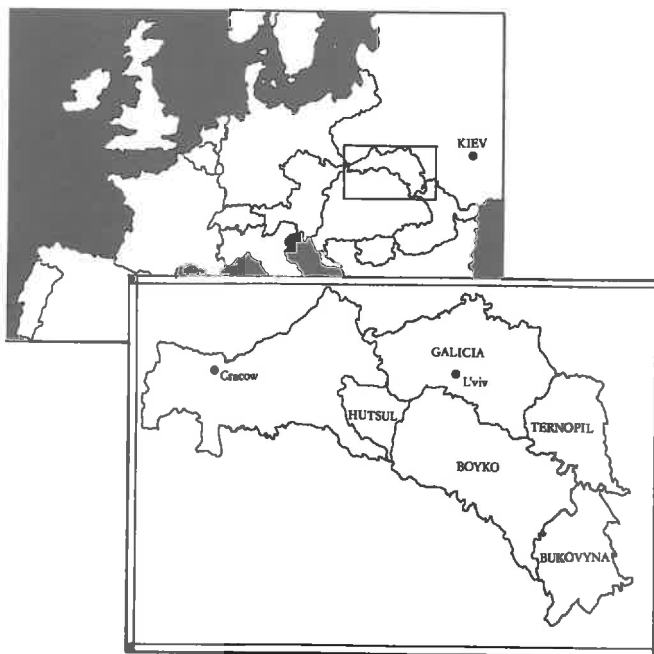 KIEV
GALICIA
Cracow
L'viv
HUTSUL
TERNOPIL
BOYKO
BUKOVYNA